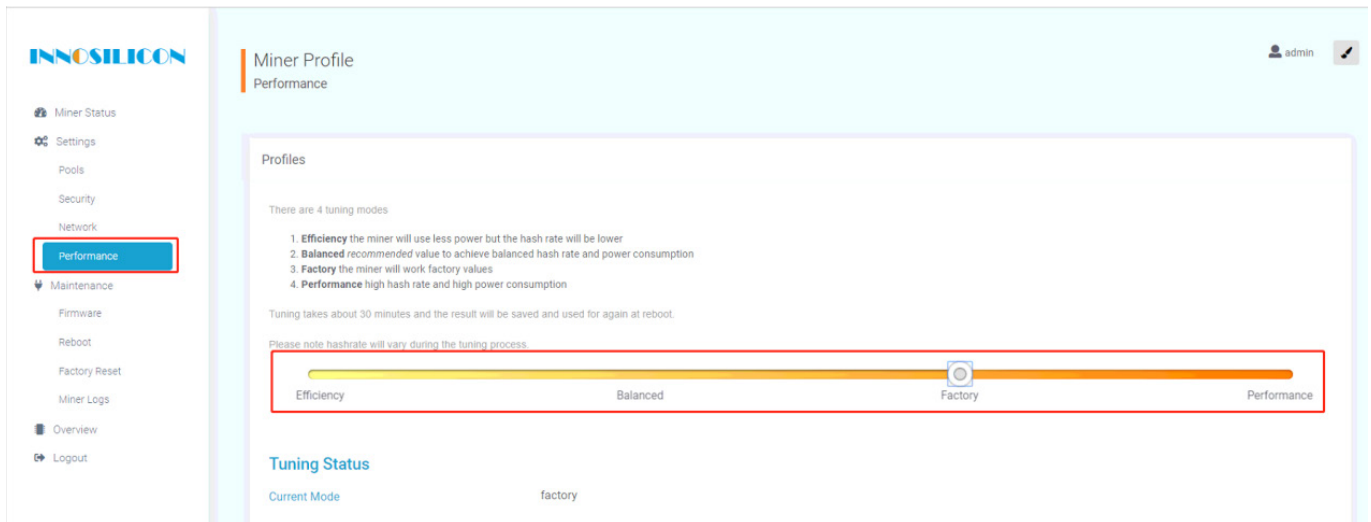 INNOSILICON
Miner Status
Settings
Pools
Security
Network
Performance
Maintenance
Firmware
Reboot
Factory Reset
Miner Logs
Overview
Logout
Miner Profile
Performance
admin
Profiles
There are 4 tuning modes
1. Efficiency the miner will use less power but the hash rate will be lower
2. Balanced recommended value to achieve balanced hash rate and power consumption
3. Factory the miner will work factory values
4. Performance high hash rate and high power consumption
Tuning takes about 30 minutes and the result will be saved and used for again at reboot.
Please note hashrate will vary during the tuning process.
Efficiency Balanced Factory Performance
Tuning Status
Current Mode factory